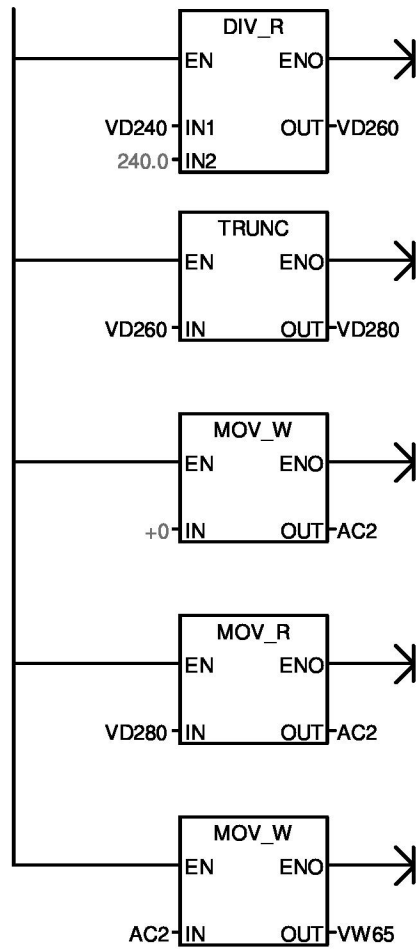 DIV_R
EN ENO
VD240 IN1 OUT VD260
240.0 IN2
TRUNC
EN ENO
VD260 IN OUT VD280
MOV_W
EN ENO
+0 IN OUT AC2
MOV_R
EN ENO
VD280 IN OUT AC2
MOV_W
EN ENO
AC2 IN OUT VW65